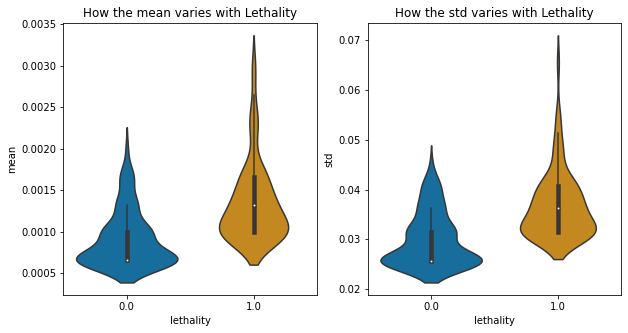 How the mean varies with Lethality
0.0035
0.0030
0.0025
0.0020
0.0015
0.0010
0.0005
mean
0.0
1.0
lethality
How the std varies with Lethality
0.07
0.06
0.05
0.04
0.03
0.02
std
0.0
1.0
lethality